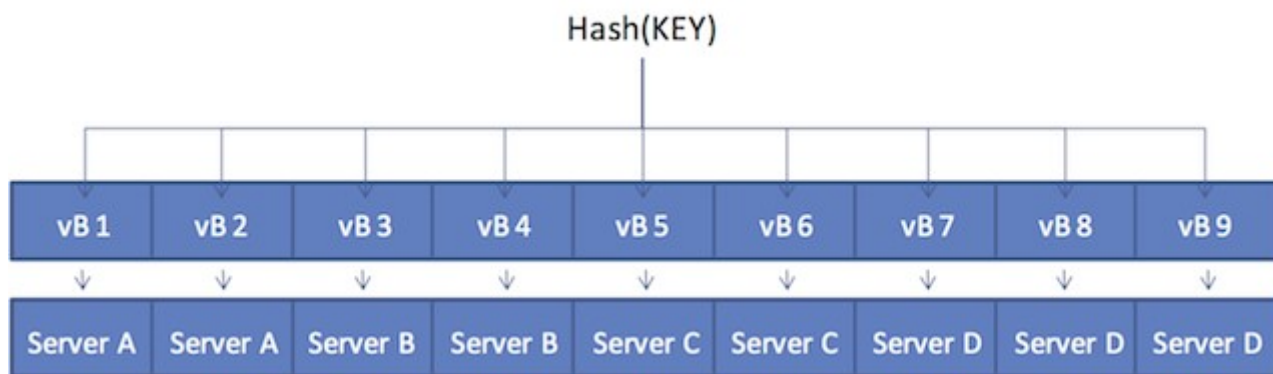 Hash(KEY)
vB 1 vB 2 vB 3 vB 4 vB 5 vB 6 vB 7 vB 8 vB 9
Server A Server A Server B Server B Server C Server C Server D Server D Server D